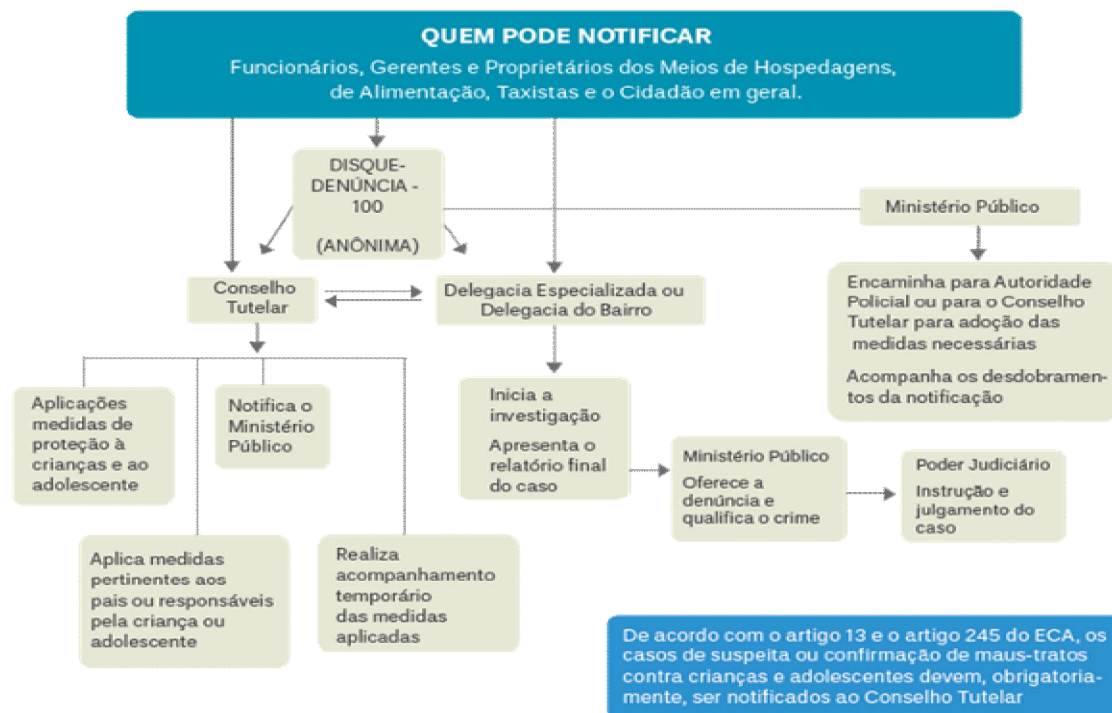 QUEM PODE NOTIFICAR
Funcionários, Gerentes e Proprietários dos Meios de Hospedagens,
de Alimentação, Taxistas e o Cidadão em geral.
DISQUE-
DENÚNCIA -
100
(ANÔNIMA)
Ministério Público
Conselho
Tutelar
Delegacia Especializada ou
Delegacia do Bairro
Encaminha para Autoridade
Policial ou para o Conselho
Tutelar para adoção das
medidas necessárias
Acompanha os desdobramen-
tos da notificação
Aplicações
medidas de
proteção à
crianças e ao
adolescente
Notifica o
Ministério
Público
Inicia a
investigação
Apresenta o
relatório final
do caso
Ministério Público
Oferece a
denúncia e
qualifica o crime
Poder Judiciário
Instrução e
julgamento do
caso
Aplica medidas
pertinentes aos
pais ou responsáveis
pela criança ou
adolescente
Realiza
acompanhamento
temporário
das medidas
aplicadas
De acordo com o artigo 13 e o artigo 245 do ECA, os
casos de suspeita ou confirmação de maus-tratos
contra crianças e adolescentes devem, obrigatoria-
mente, ser notificados ao Conselho Tutelar